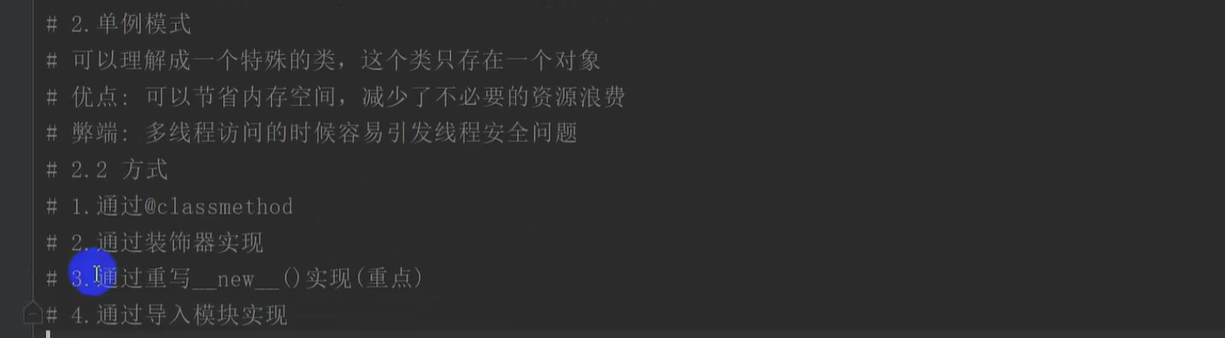 # 2.单例模式
# 可以理解成一个特殊的类，这个类只存在一个对象
# 优点: 可以节省内存空间，减少了不必要的资源浪费
# 弊端: 多线程访问的时候容易引发线程安全问题
# 2.2 方式
# 1.通过@classmethod
# 2.通过装饰器实现
# 3.通过重写__new__()实现(重点)
# 4.通过导入模块实现